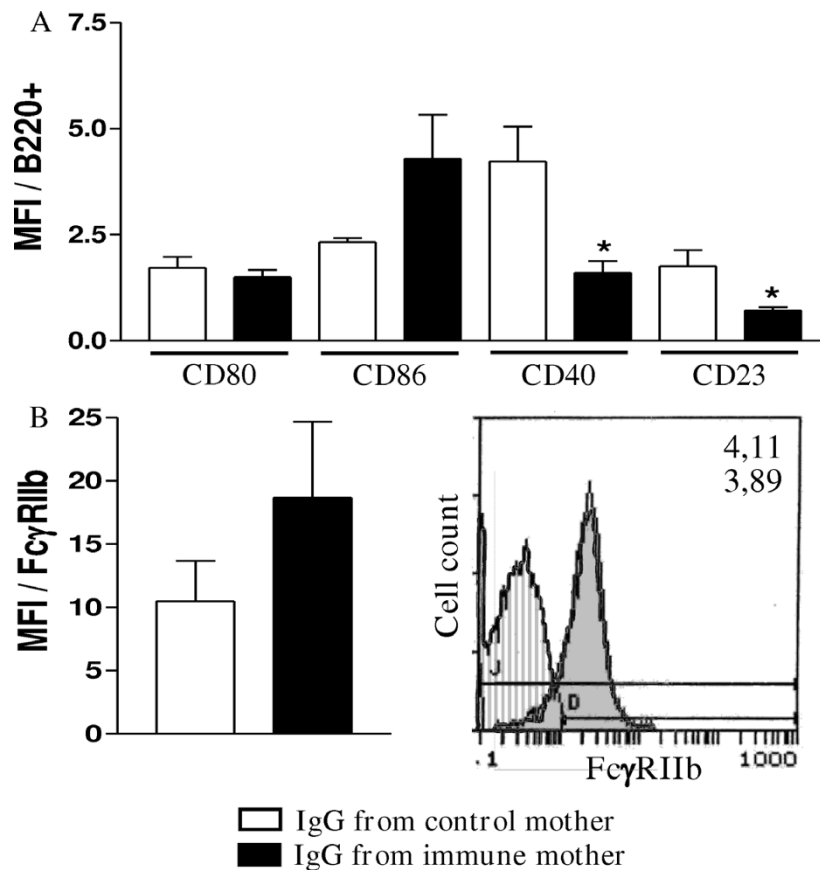 A
7.5
5.0
2.5
0.0
MFI / B220+
*
*
CD80 CD86 CD40 CD23
B
25
20
15
10
5
0
MFI / FcγRIIb
4,11
3,89
Cell count
J
D
.1 1000
FcγRIIb
IgG from control mother
IgG from immune mother